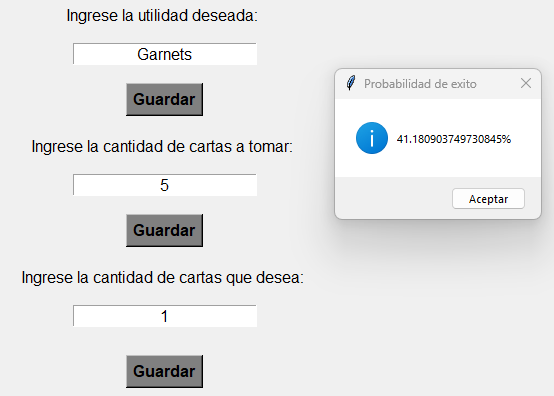 Ingrese la utilidad deseada:
Garnets
Guardar
Ingrese la cantidad de cartas a tomar:
5
Guardar
Ingrese la cantidad de cartas que desea:
1
Guardar
Probabilidad de exito
41.180903749730845%
Aceptar